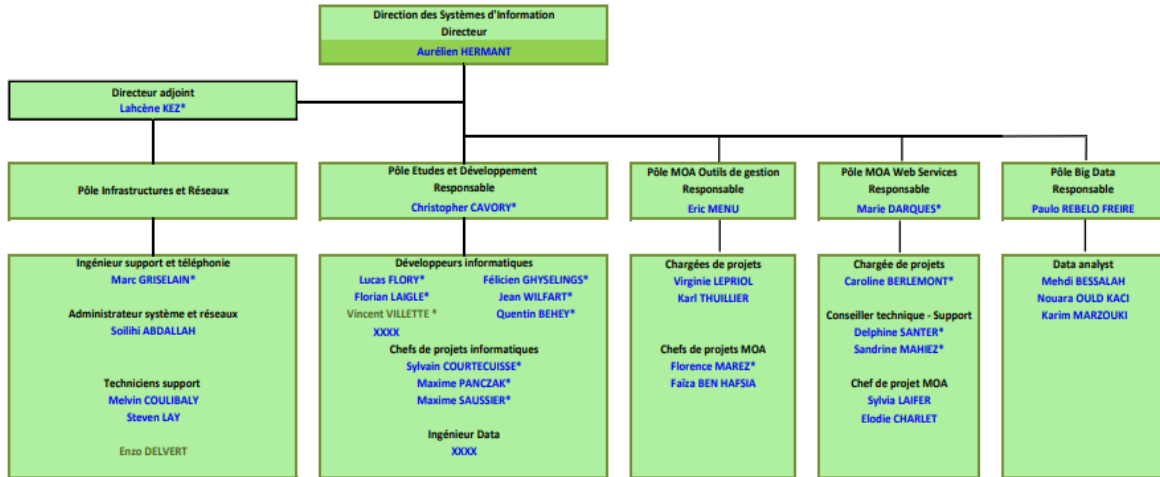 Direction des Systèmes d'Information
Directeur
Aurélien HERMANT
Directeur adjoint
Lahcène KEZ*
Pôle Infrastructures et Réseaux
Pôle Etudes et Développement
Responsable
Christopher CAVORY*
Pôle MOA Outils de gestion
Responsable
Eric MENU
Pôle MOA Web Services
Responsable
Marie DARQUES*
Pôle Big Data
Responsable
Paulo REBELO FREIRE
Ingénieur support et téléphonie
Marc GRISELAIN*
Administrateur système et réseaux
Soilihi ABDALLAH
Techniciens support
Melvin COULIBALY
Steven LAY
Enzo DELVERT
Développeurs informatiques
Lucas FLORY* Félicien GHYSELINGS*
Florian LAIGLE* Jean WILFART*
Vincent VILLETTE * Quentin BEHEY*
XXXX
Chefs de projets informatiques
Sylvain COURTECUISSE*
Maxime PANCZAK*
Maxime SAUSSIER*
Ingénieur Data
XXXX
Chargées de projets
Virginie LEPRIOL
Karl THUILLIER
Chefs de projets MOA
Florence MAREZ*
Faïza BEN HAFSIA
Chargée de projets
Caroline BERLEMONT*
Conseiller technique - Support
Delphine SANTER*
Sandrine MAHIEZ*
Chef de projet MOA
Sylvia LAIFER
Elodie CHARLET
Data analyst
Mehdi BESSALAH
Nouara OULD KACI
Karim MARZOUKI